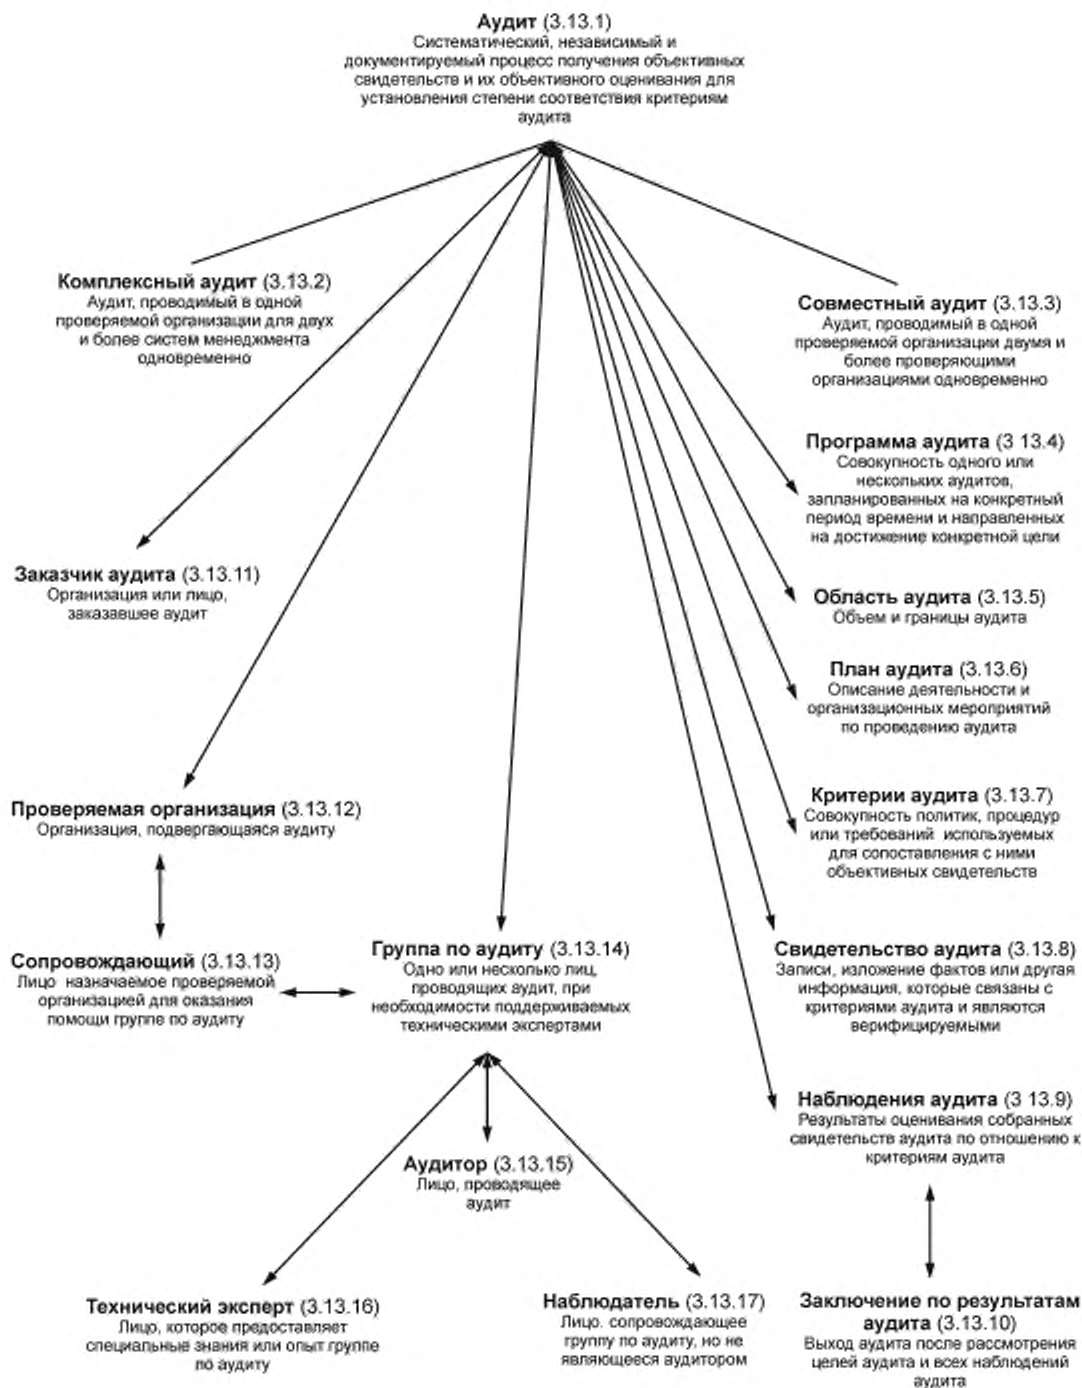 Аудит (3.13.1)
Систематический, независимый и
документируемый процесс получения объективных
свидетельств и их объективного оценивания для
установления степени соответствия критериям
аудита
Комплексный аудит (3.13.2)
Аудит, проводимый в одной
проверяемой организации для двух
и более систем менеджмента
одновременно
Совместный аудит (3.13.3)
Аудит, проводимый в одной
проверяемой организации двумя и
более проверяющими
организациями одновременно
Программа аудита (3 13.4)
Совокупность одного или
нескольких аудитов,
запланированных на конкретный
период времени и направленных
на достижение конкретной цели
Заказчик аудита (3.13.11)
Организация или лицо,
заказавшее аудит
Область аудита (3.13.5)
Объем и границы аудита
План аудита (3.13.6)
Описание деятельности и
организационных мероприятий
по проведению аудита
Проверяемая организация (3.13.12)
Организация, подвергающаяся аудиту
Критерии аудита (3.13.7)
Совокупность политик, процедур
или требований используемых
для сопоставления с ними
объективных свидетельств
Сопровождающий (3.13.13)
Лицо назначаемое проверяемой
организацией для оказания
помощи группе по аудиту
Группа по аудиту (3.13.14)
Одно или несколько лиц,
проводящих аудит, при
необходимости поддерживаемых
техническими экспертами
Свидетельство аудита (3.13.8)
Записи, изложение фактов или другая
информация, которые связаны с
критериями аудита и являются
верифицируемыми
Наблюдения аудита (3 13.9)
Результаты оценивания собранных
свидетельств аудита по отношению к
критериям аудита
Аудитор (3.13.15)
Лицо, проводящее
аудит
Технический эксперт (3.13.16)
Лицо, которое предоставляет
специальные знания или опыт группе
по аудиту
Наблюдатель (3.13.17)
Лицо. сопровождающее
группу по аудиту, но не
являющееся аудитором
Заключение по результатам
аудита (3.13.10)
Выход аудита после рассмотрения
целей аудита и всех наблюдений
аудита